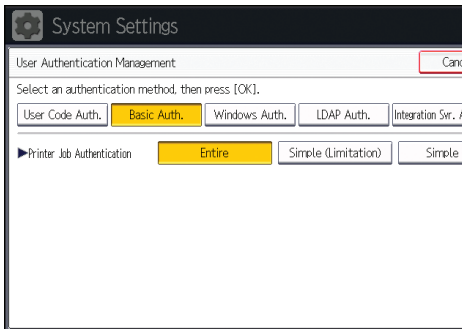 System Settings
User Authentication Management
Select an authentication method, then press [OK].
User Code Auth. Basic Auth. Windows Auth. LDAP Auth. Integration Svr.
►Printer Job Authentication Entire Simple (Limitation) Simple